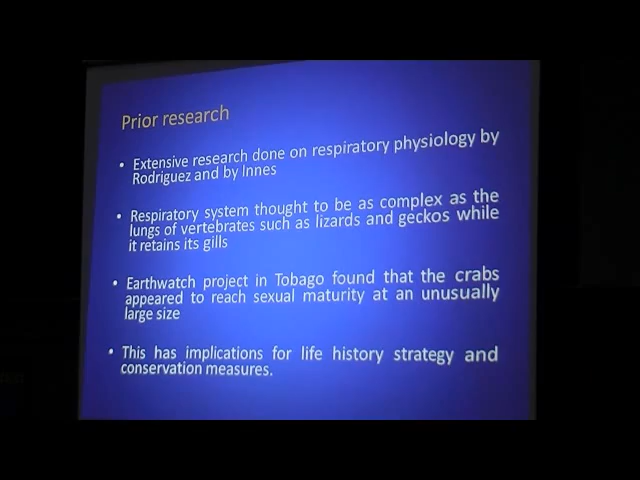 Prior research
• Extensive research done on respiratory physiology by
Rodriguez and by Innes
• Respiratory system thought to be as complex as the
lungs of vertebrates such as lizards and geckos while
it retains its gills
• Earthwatch project in Tobago found that the crabs
appeared to reach sexual maturity at an unusually
large size
• This has implications for life history strategy and
conservation measures.